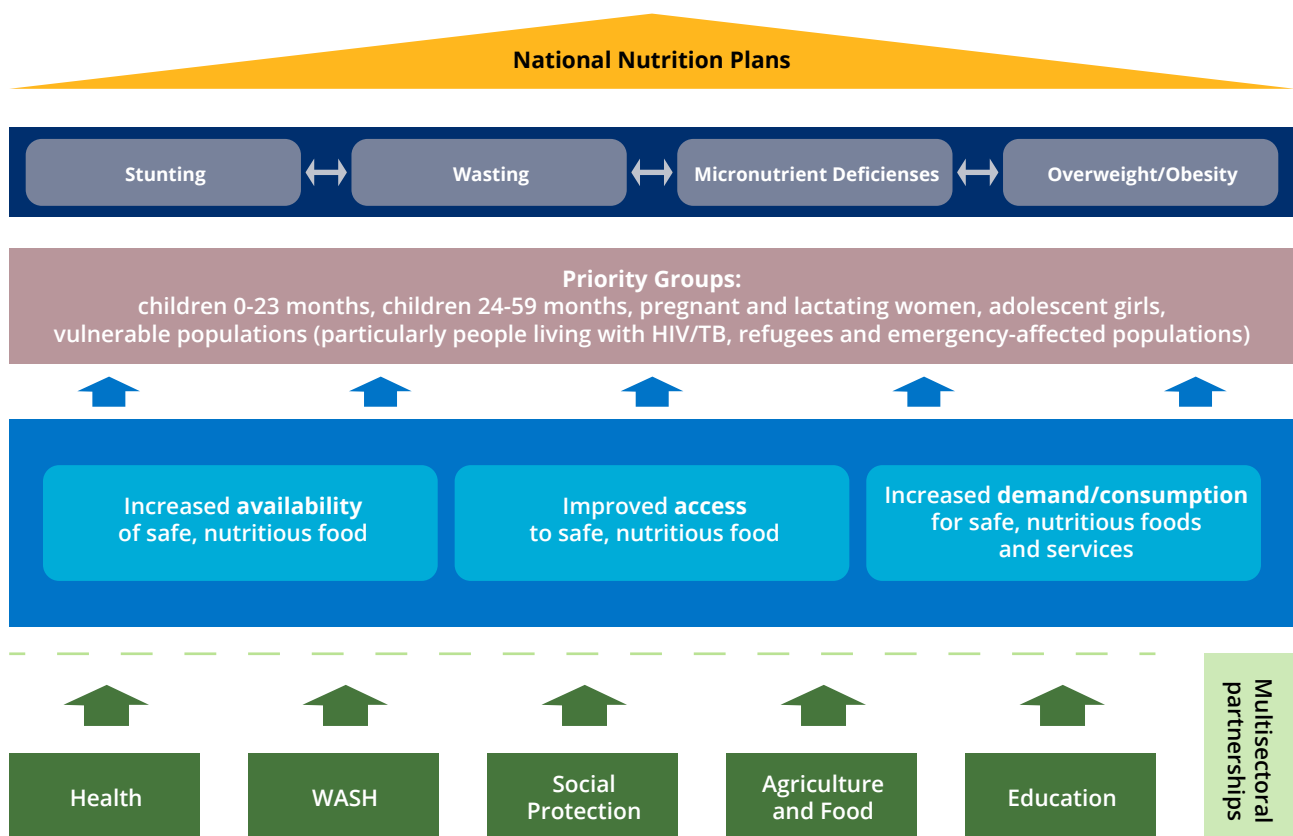 National Nutrition Plans
Stunting
Wasting
Micronutrient Deficienses
Overweight/Obesity
Priority Groups:
children 0-23 months, children 24-59 months, pregnant and lactating women, adolescent girls,
vulnerable populations (particularly people living with HIV/TB, refugees and emergency-affected populations)
Increased availability
of safe, nutritious food
Improved access
to safe, nutritious food
Increased demand/consumption
for safe, nutritious foods
and services
Health
WASH
Social
Protection
Agriculture
and Food
Education
Multisectoral
partnerships